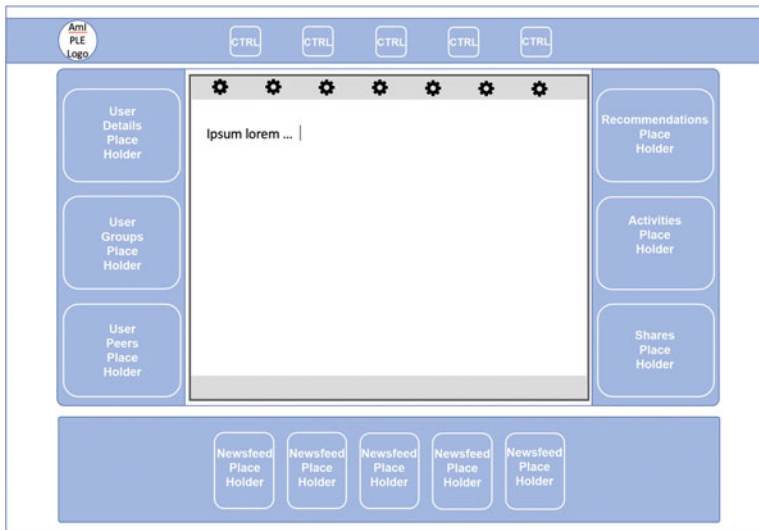 AmI
PLE
Logo
CTRL
CTRL
CTRL
CTRL
CTRL
User
Details
Place
Holder
User
Groups
Place
Holder
User
Peers
Place
Holder
Ipsum lorem ...
Recommendations
Place
Holder
Activities
Place
Holder
Shares
Place
Holder
Newsfeed
Place
Holder
Newsfeed
Place
Holder
Newsfeed
Place
Holder
Newsfeed
Place
Holder
Newsfeed
Place
Holder